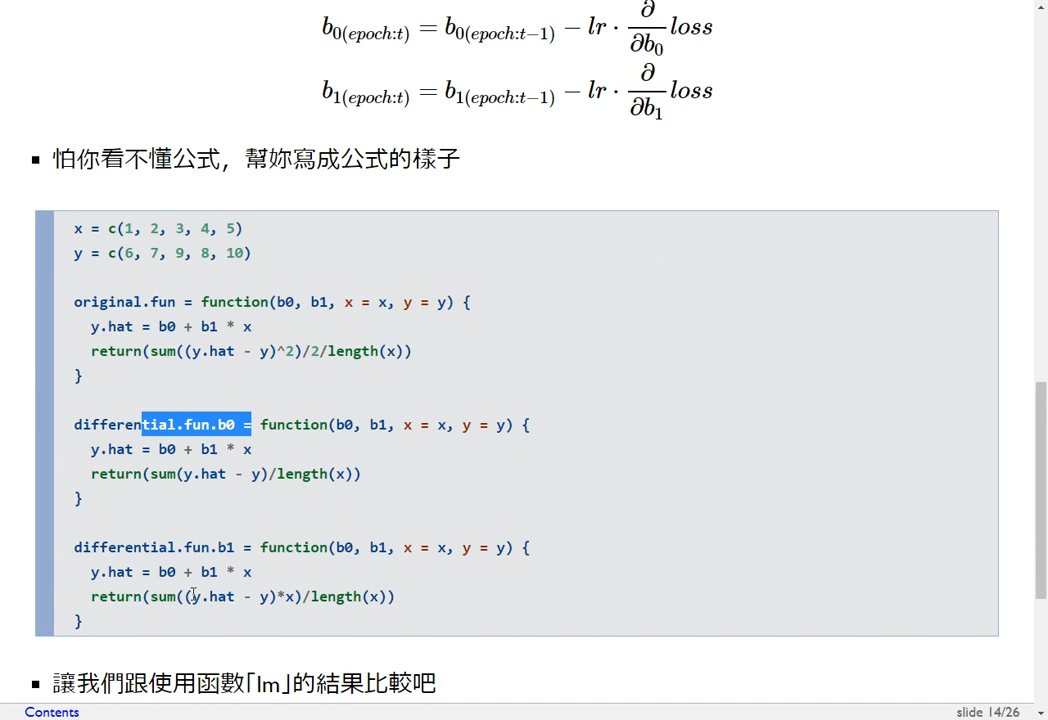 b0(epoch:t) = b0(epoch:t−1) − lr · ∂/∂b0 loss
b1(epoch:t) = b1(epoch:t−1) − lr · ∂/∂b1 loss
▪ 怕你看不懂公式，幫妳寫成公式的樣子
x = c(1, 2, 3, 4, 5)
y = c(6, 7, 9, 8, 10)
original.fun = function(b0, b1, x = x, y = y) {
y.hat = b0 + b1 * x
return(sum((y.hat - y)^2)/2/length(x))
}
differential.fun.b0 = function(b0, b1, x = x, y = y) {
y.hat = b0 + b1 * x
return(sum(y.hat - y)/length(x))
}
differential.fun.b1 = function(b0, b1, x = x, y = y) {
y.hat = b0 + b1 * x
return(sum((y.hat - y)*x)/length(x))
}
▪ 讓我們跟使用函數「lm」的結果比較吧
Contents
slide 14/26